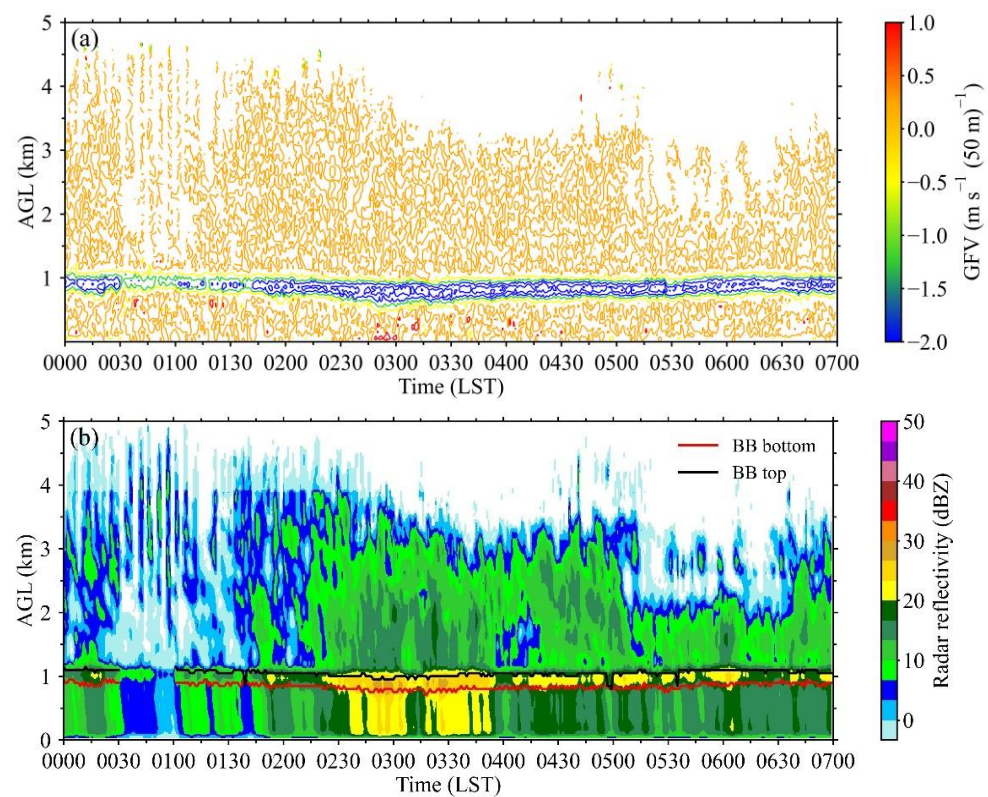 (a)
5
4
3
2
1
AGL (km)
0000 0030 0100 0130 0200 0230 0300 0330 0400 0430 0500 0530 0600 0630 0700
Time (LST)
1.0
0.5
0.0
−0.5
−1.0
−1.5
−2.0
GFV (m s⁻¹ (50 m)⁻¹)
(b)
BB bottom
BB top
5
4
3
2
1
0
AGL (km)
0000 0030 0100 0130 0200 0230 0300 0330 0400 0430 0500 0530 0600 0630 0700
Time (LST)
50
40
30
20
10
0
Radar reflectivity (dBZ)